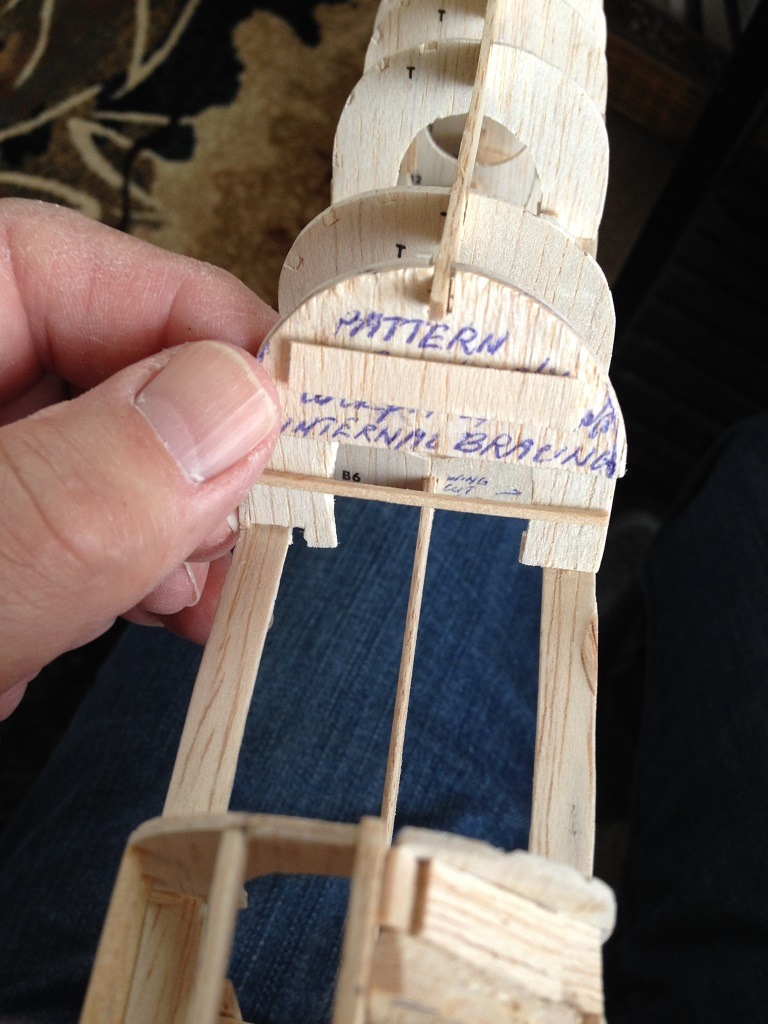 T
T
T
PATTERN
INTERNAL BRACING
B6
WING
CUT →